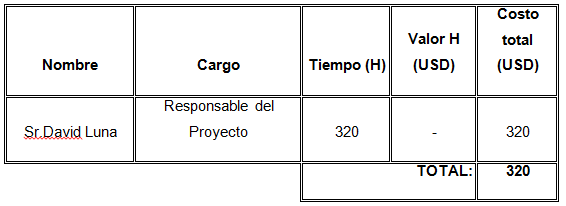 Nombre Cargo Tiempo (H) Valor H (USD) Costo total (USD)
Sr.David Luna Responsable del Proyecto 320 - 320
TOTAL: 320